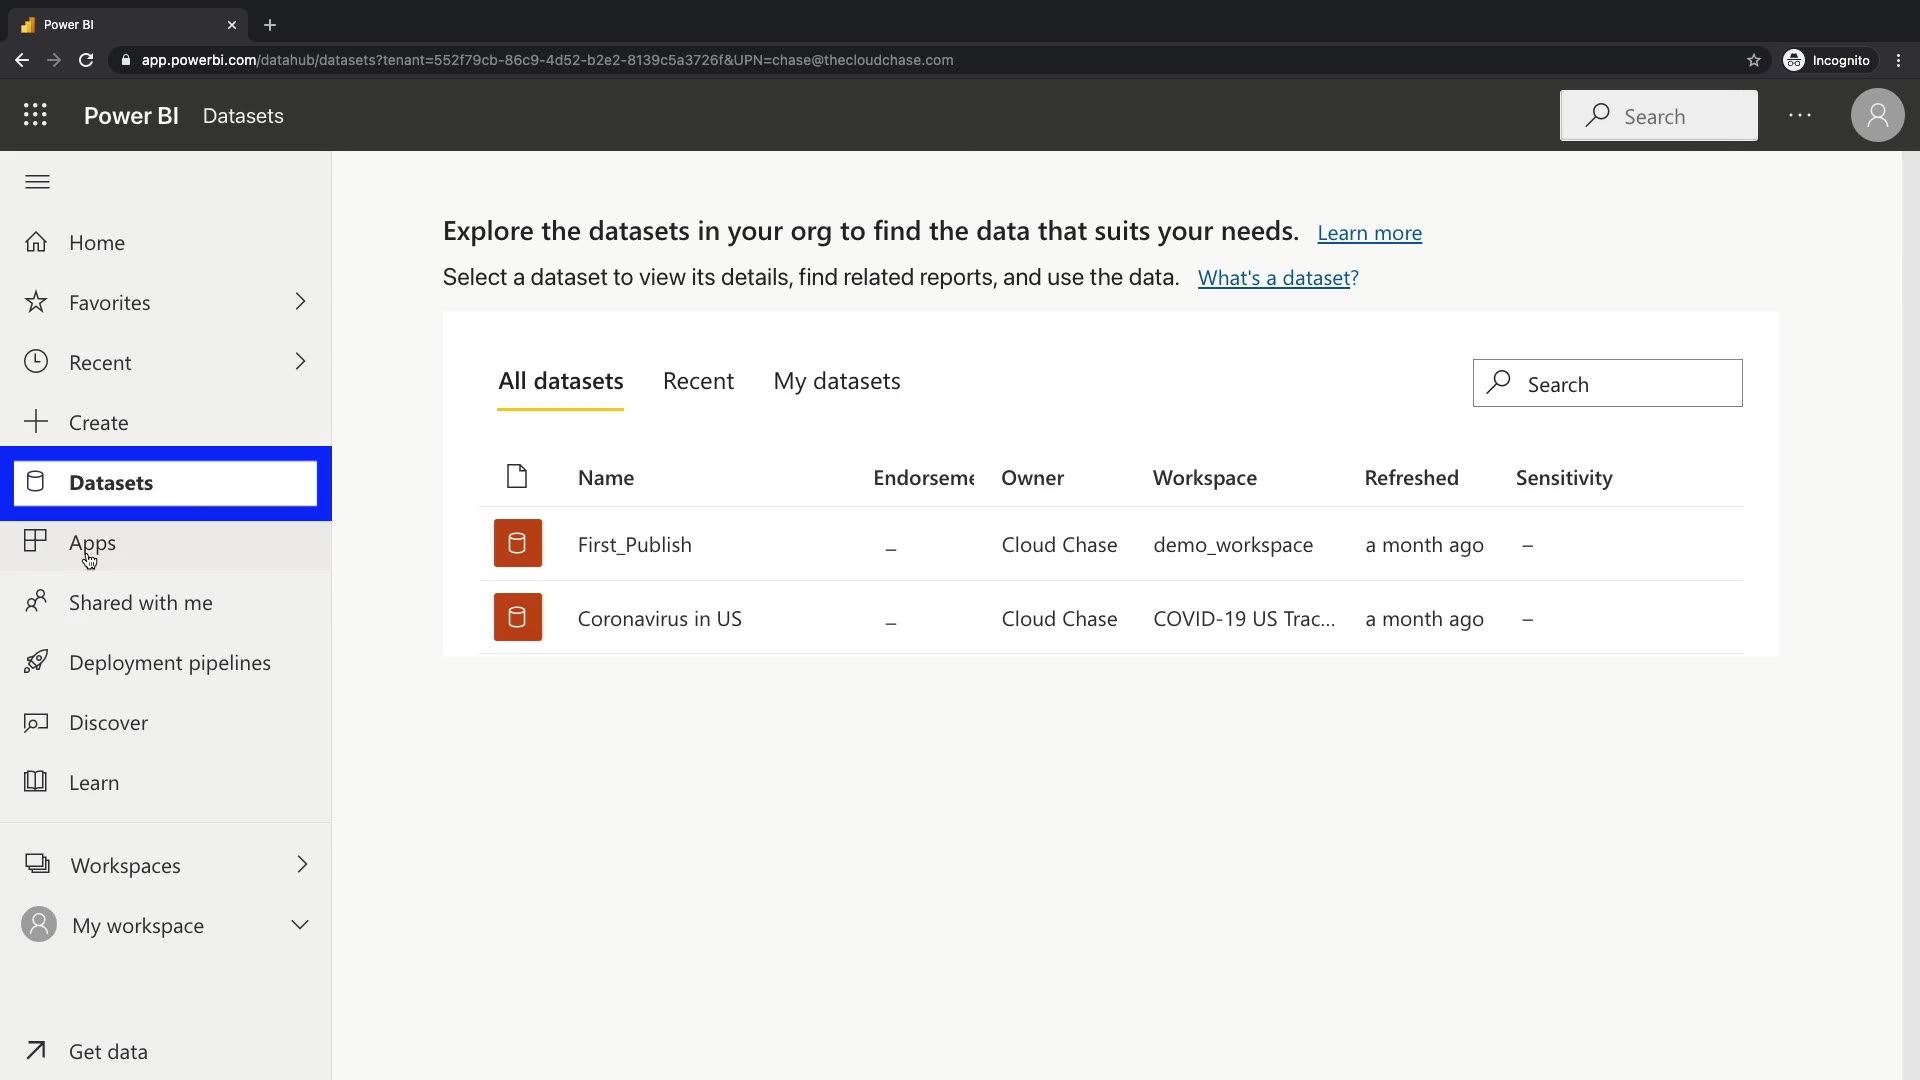 Power BI
app.powerbi.com/datahub/datasets?tenant=552f79cb-86c9-4d52-b2e2-8139c5a3726f&UPN=chase@thecloudchase.com
Incognito
Power BI Datasets
Search
Home
Favorites
Recent
Create
Datasets
Apps
Shared with me
Deployment pipelines
Discover
Learn
Workspaces
My workspace
Get data
Explore the datasets in your org to find the data that suits your needs. Learn more
Select a dataset to view its details, find related reports, and use the data. What's a dataset?
All datasets Recent My datasets
Search
Name Endorseme Owner Workspace Refreshed Sensitivity
First_Publish – Cloud Chase demo_workspace a month ago –
Coronavirus in US – Cloud Chase COVID-19 US Trac... a month ago –